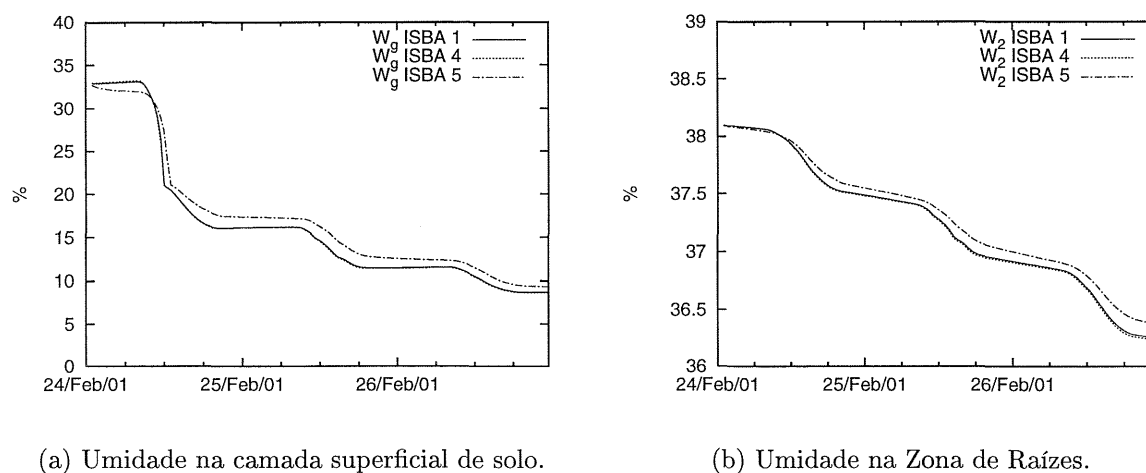 40
35
30
25
20
15
10
5
0
%
W_g ISBA 1
W_g ISBA 4
W_g ISBA 5
24/Feb/01 25/Feb/01 26/Feb/01
(a) Umidade na camada superficial de solo.
39
38.5
38
37.5
37
36.5
36
%
W_2 ISBA 1
W_2 ISBA 4
W_2 ISBA 5
24/Feb/01 25/Feb/01 26/Feb/01
(b) Umidade na Zona de Raízes.